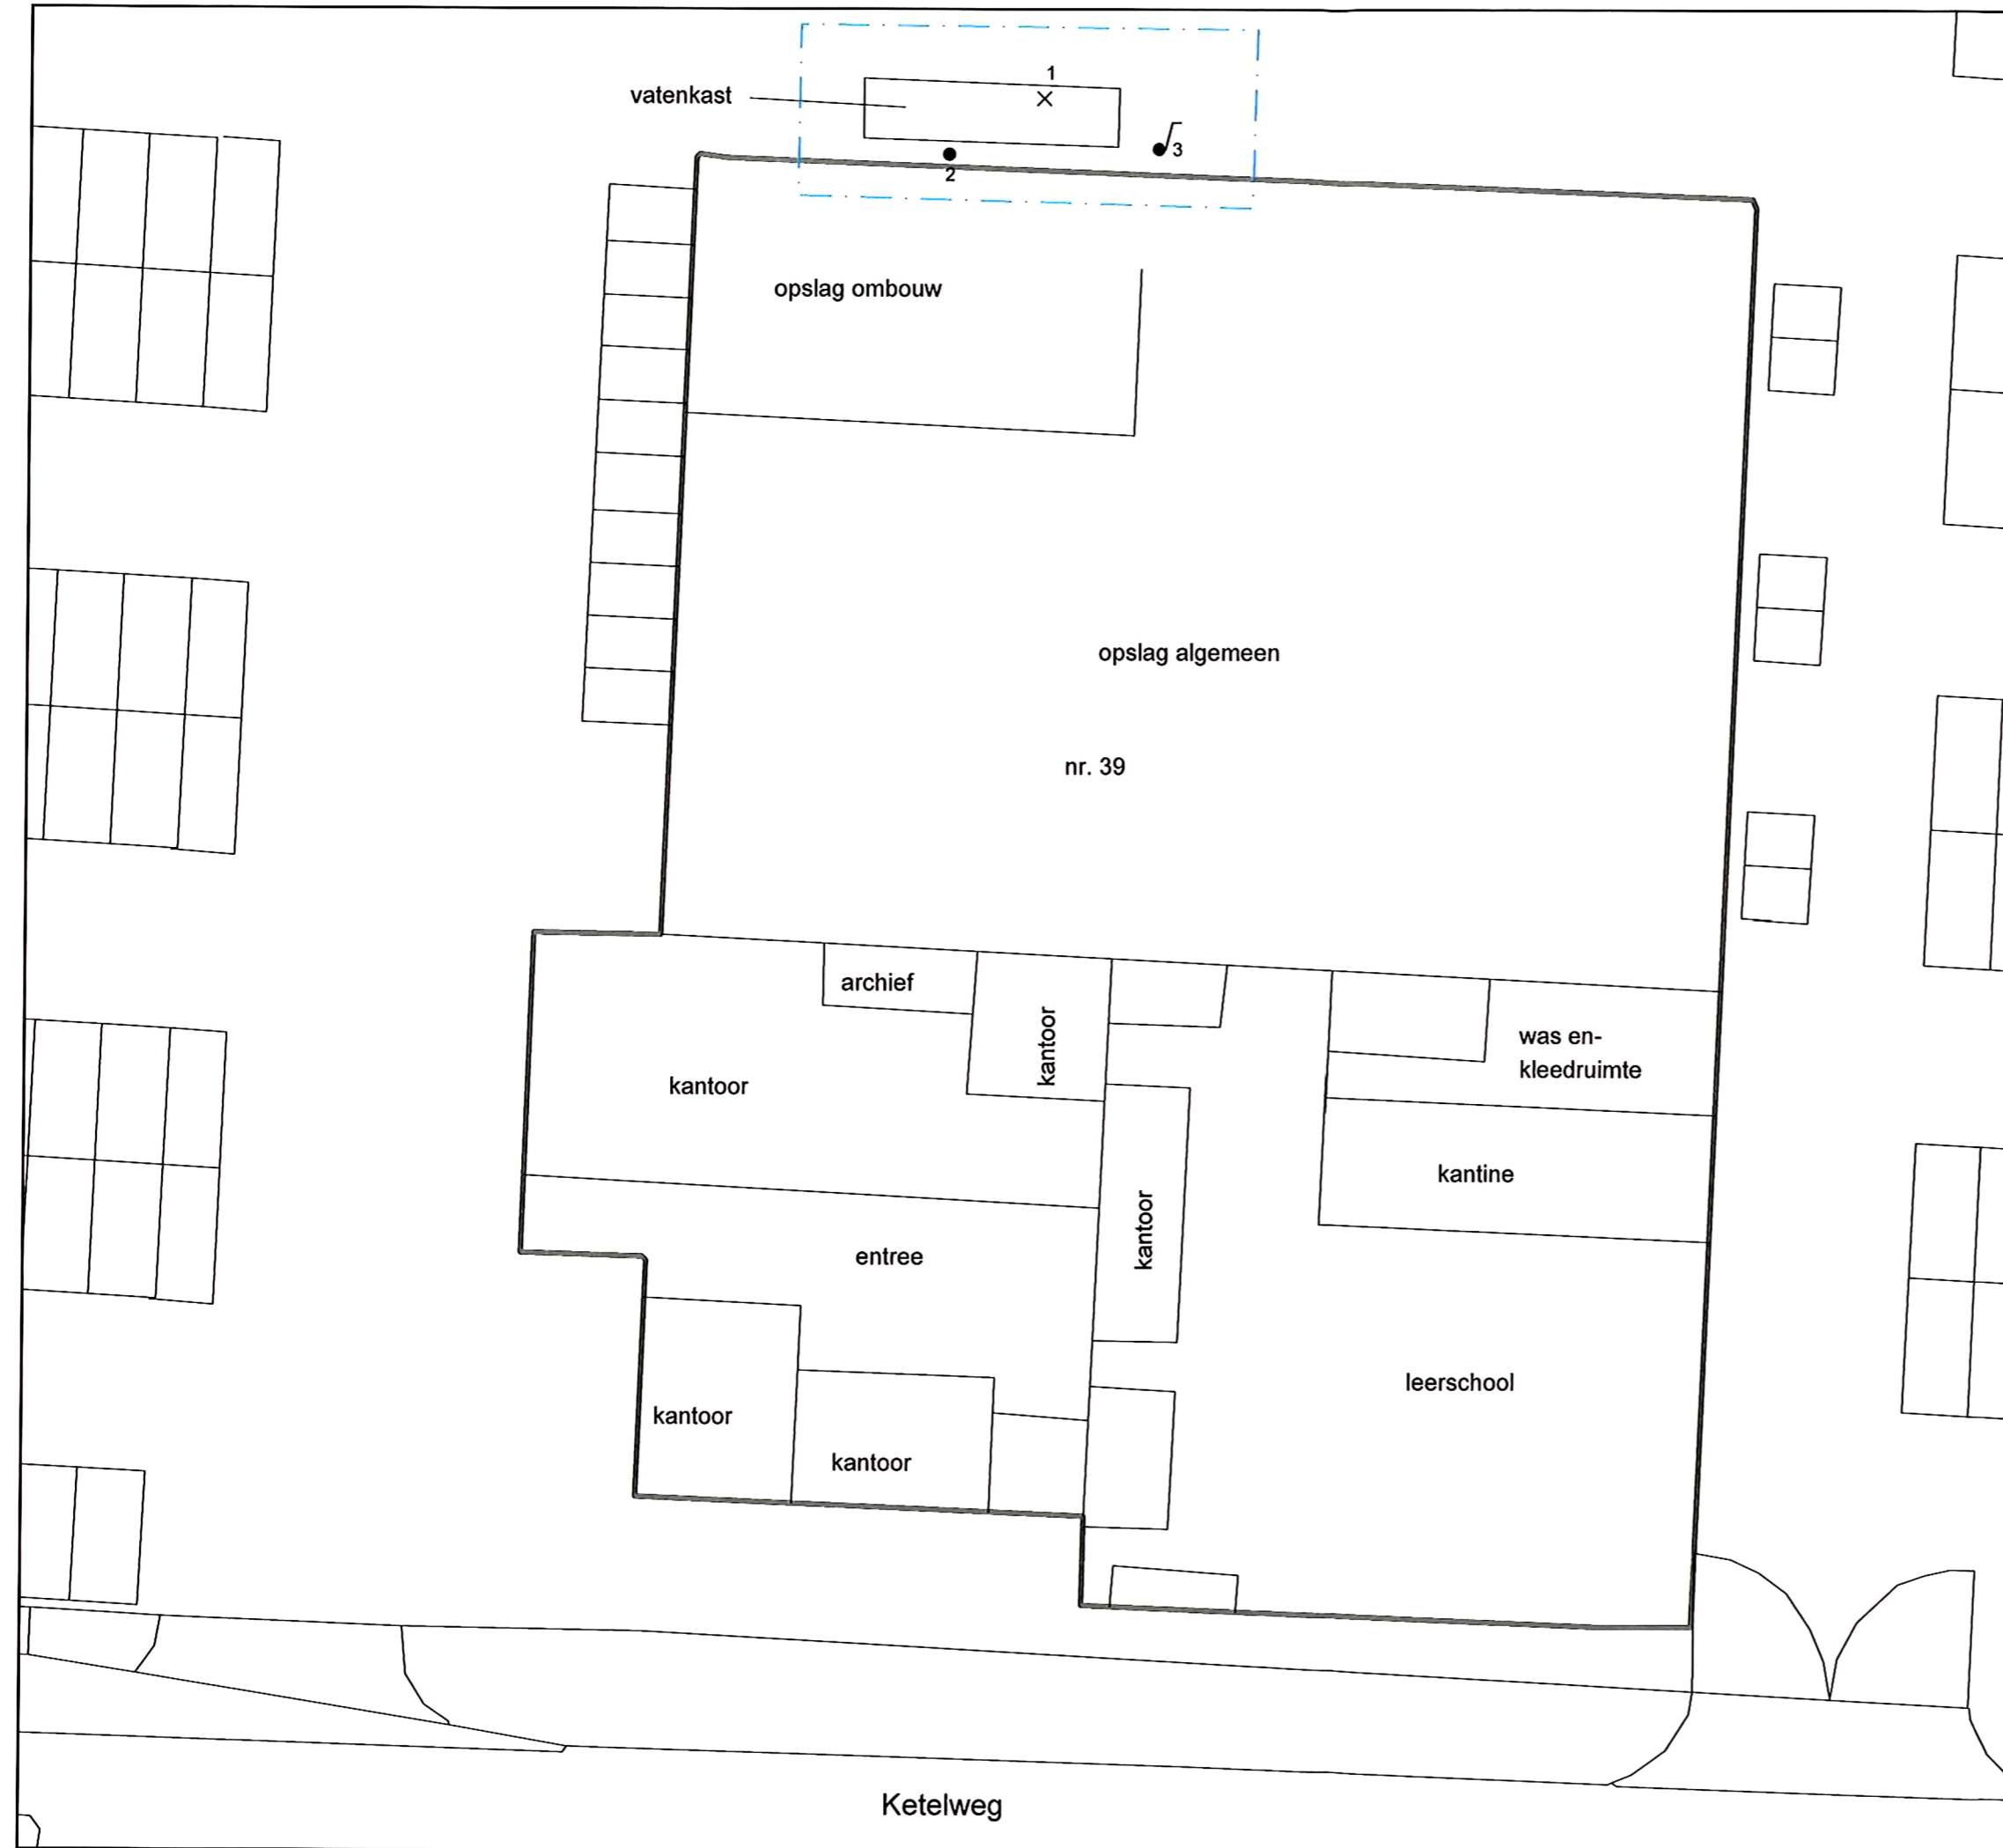 1
vatenkast
3
2
opslag ombouw
opslag algemeen
nr. 39
archief
kantoor
was en-
kleedruimte
kantoor
kantine
kantoor
entree
leerschool
kantoor
kantoor
Ketelweg